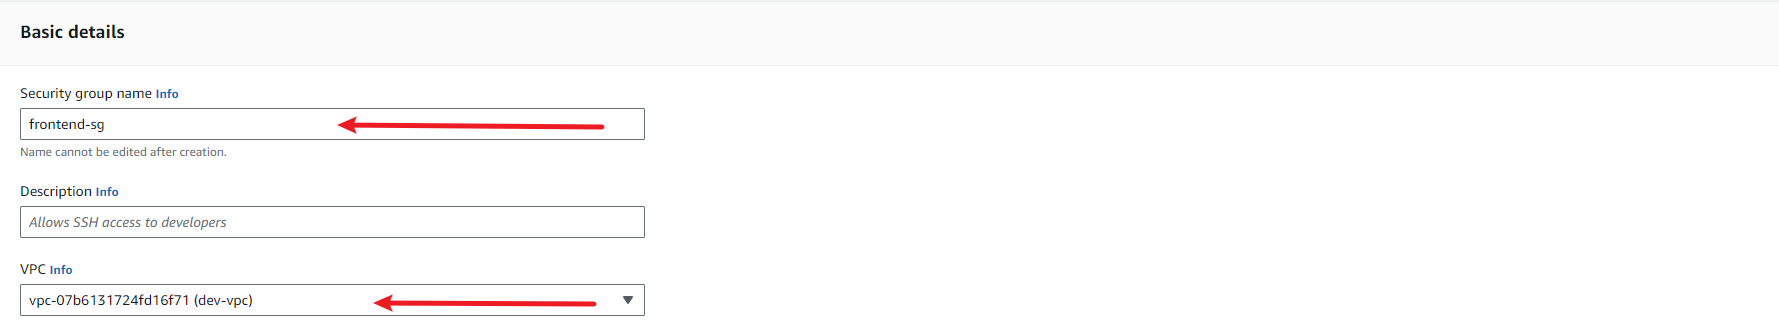 Basic details
Security group name Info
frontend-sg
Name cannot be edited after creation.
Description Info
Allows SSH access to developers
VPC Info
vpc-07b6131724fd16f71 (dev-vpc)